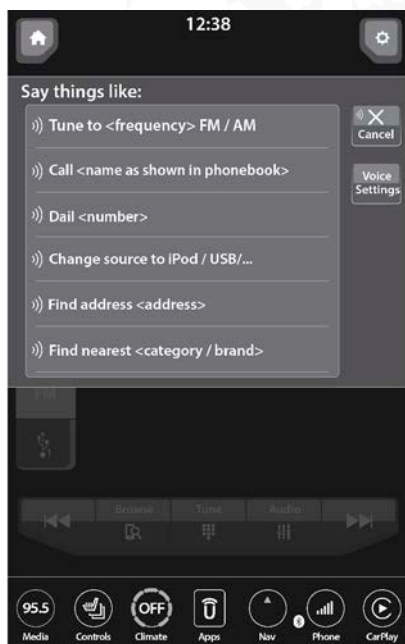 12:38
Say things like:
Tune to <frequency> FM / AM
Cancel
Call <name as shown in phonebook>
Voice
Settings
Dail <number>
Change source to iPod / USB/...
Find address <address>
Find nearest <category / brand>
FM
Browse Tune Audio
95.5 OFF
Media Controls Climate Apps Nav Phone CarPlay